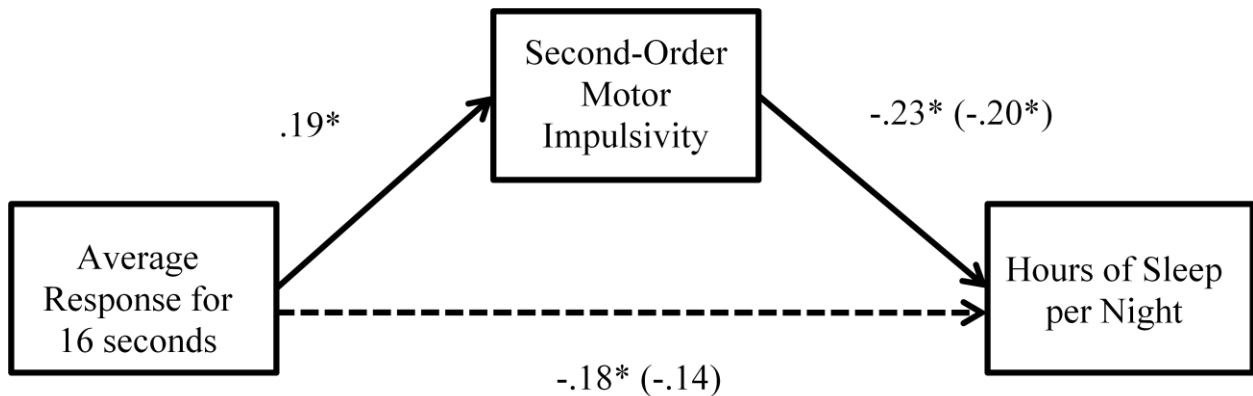 Second-Order
Motor
Impulsivity
.19*
-.23* (-.20*)
Average
Response for
16 seconds
Hours of Sleep
per Night
-.18* (-.14)